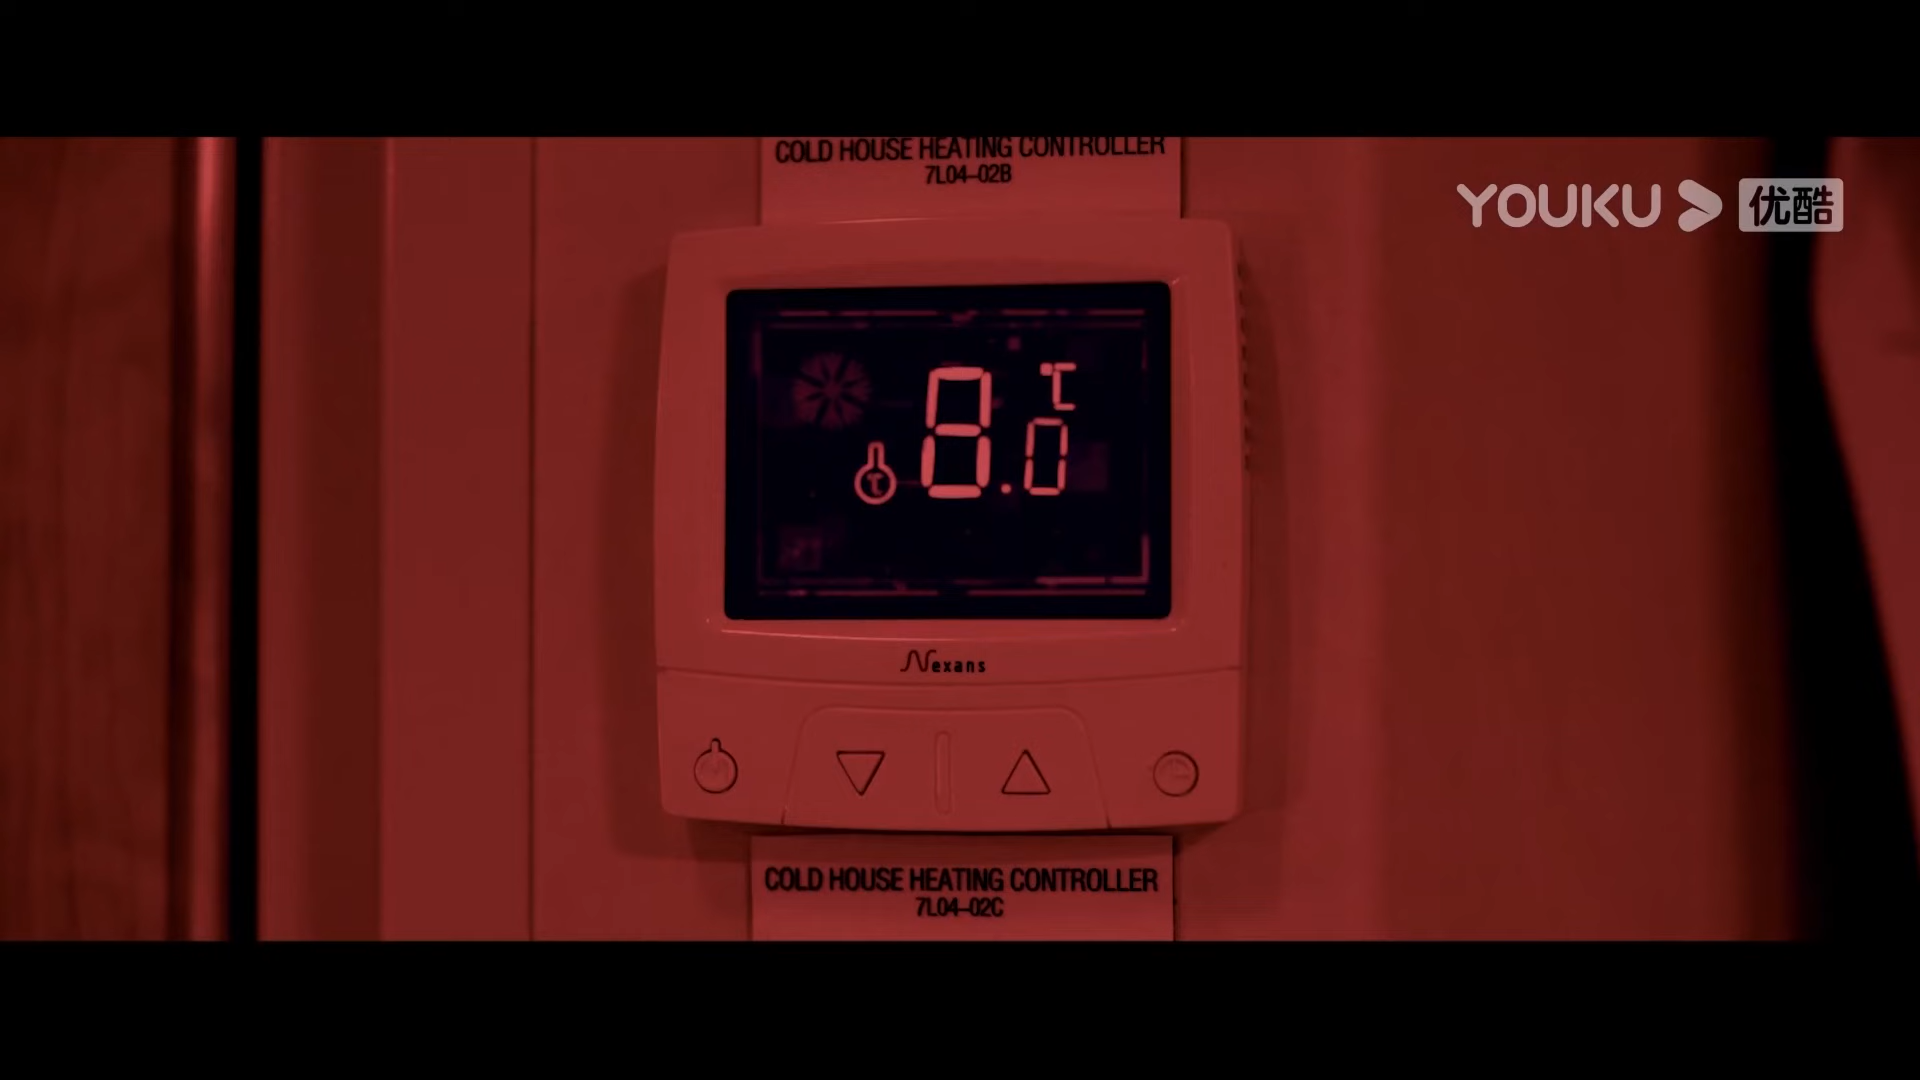 COLD HOUSE HEATING CONTROLLER
7L04-02B
YOUKU 优酷
℃
8.0
Nexans
COLD HOUSE HEATING CONTROLLER
7L04-02C